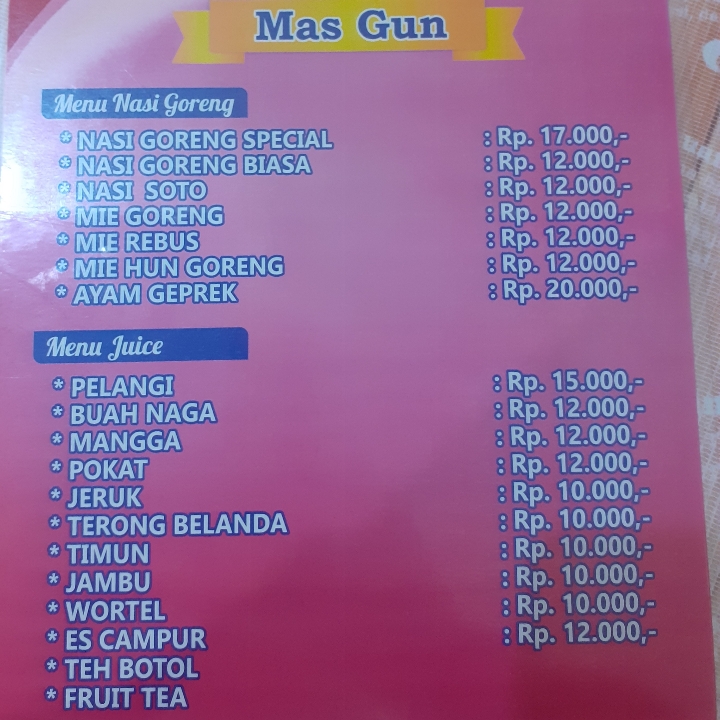 Mas Gun
Menu Nasi Goreng
* NASI GORENG SPECIAL : Rp. 17.000,-
* NASI GORENG BIASA : Rp. 12.000,-
* NASI SOTO : Rp. 12.000,-
* MIE GORENG : Rp. 12.000,-
* MIE REBUS : Rp. 12.000,-
* MIE HUN GORENG : Rp. 12.000,-
* AYAM GEPREK : Rp. 20.000,-
Menu Juice
* PELANGI : Rp. 15.000,-
* BUAH NAGA : Rp. 12.000,-
* MANGGA : Rp. 12.000,-
* POKAT : Rp. 12.000,-
* JERUK : Rp. 10.000,-
* TERONG BELANDA : Rp. 10.000,-
* TIMUN : Rp. 10.000,-
* JAMBU : Rp. 10.000,-
* WORTEL : Rp. 10.000,-
* ES CAMPUR : Rp. 12.000,-
* TEH BOTOL
* FRUIT TEA